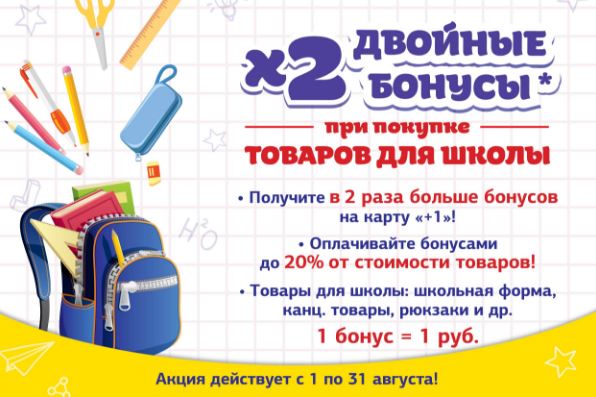 x2 ДВОЙНЫЕ
БОНУСЫ*
при покупке
ТОВАРОВ ДЛЯ ШКОЛЫ
• Получите в 2 раза больше бонусов
на карту «+1»!
• Оплачивайте бонусами
до 20% от стоимости товаров!
• Товары для школы: школьная форма,
канц. товары, рюкзаки и др.
1 бонус = 1 руб.
H₂O
Акция действует с 1 по 31 августа!